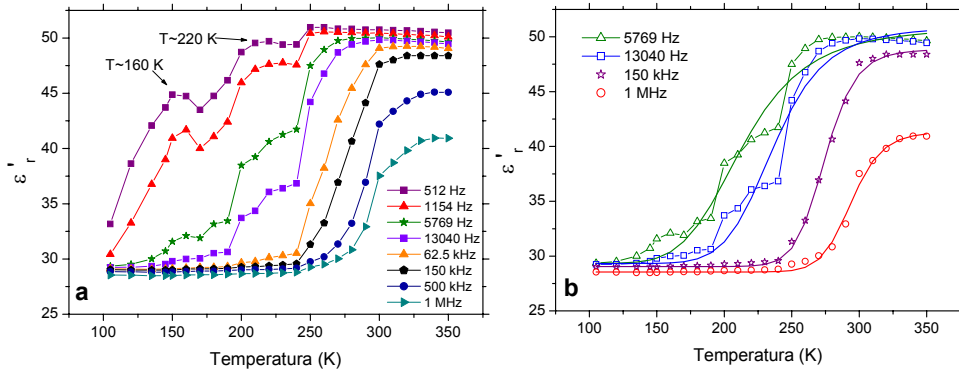 50
45
40
35
30
25
ε'r
T~160 K
T~220 K
512 Hz
1154 Hz
5769 Hz
13040 Hz
62.5 kHz
150 kHz
500 kHz
1 MHz
a
100 150 200 250 300 350
Temperatura (K)
50
45
40
35
30
25
ε'r
5769 Hz
13040 Hz
150 kHz
1 MHz
b
100 150 200 250 300 350
Temperatura (K)